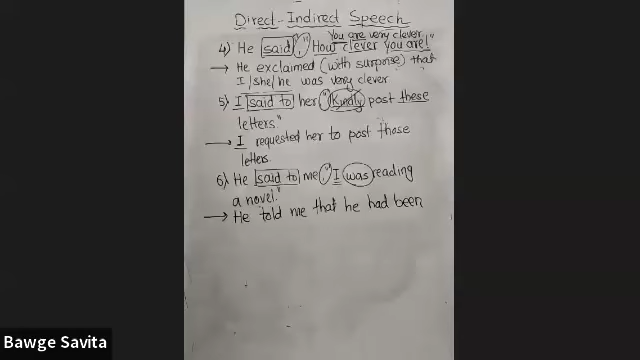 Direct-Indirect Speech
You are very clever
4) He said, "How clever you are!"
→ He exclaimed (with surprise) that
I/she/he was very clever
5) I said to her, "Kindly post these
letters."
→ I requested her to post those
letters
6) He said to me, "I was reading
a novel."
→ He told me that he had been
Bawge Savita